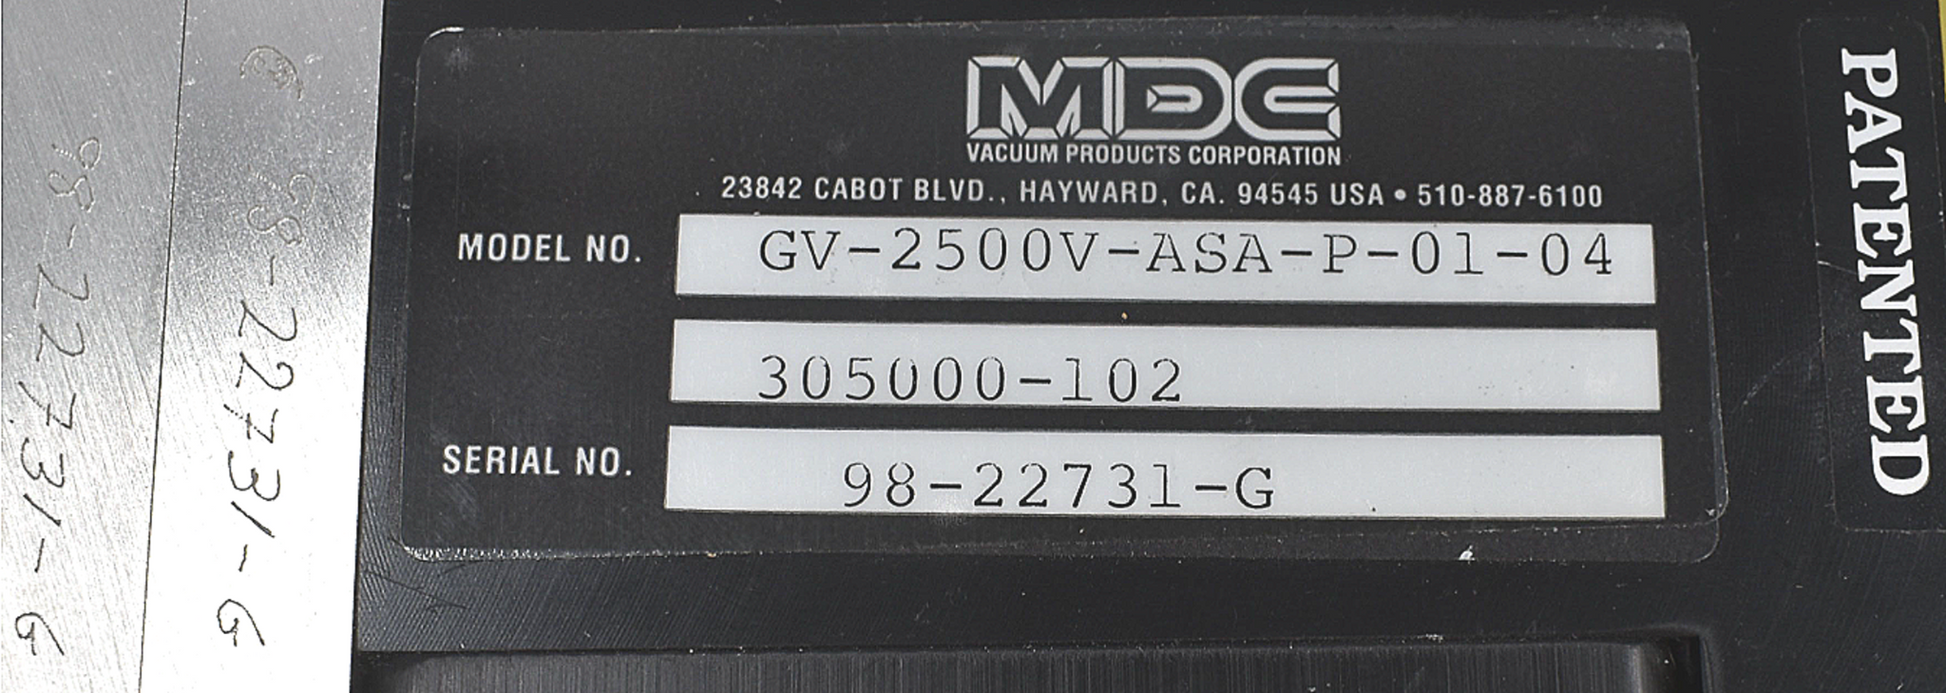 MDC
VACUUM PRODUCTS CORPORATION
23842 CABOT BLVD., HAYWARD, CA. 94545 USA • 510-887-6100
MODEL NO. GV-2500V-ASA-P-01-04
305000-102
SERIAL NO. 98-22731-G
PATENTED
98-22731-G
98-22731-G